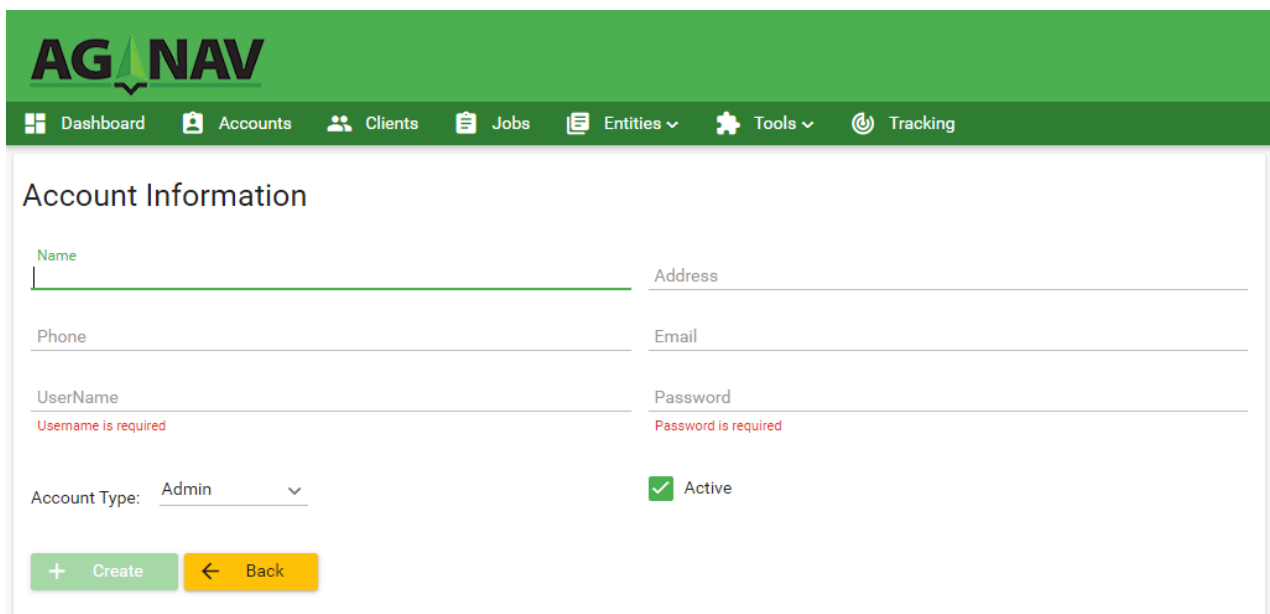 AG NAV
Dashboard Accounts Clients Jobs Entities Tools Tracking
Account Information
Name
Address
Phone Email
UserName Password
Username is required Password is required
Account Type: Admin Active
+ Create ← Back